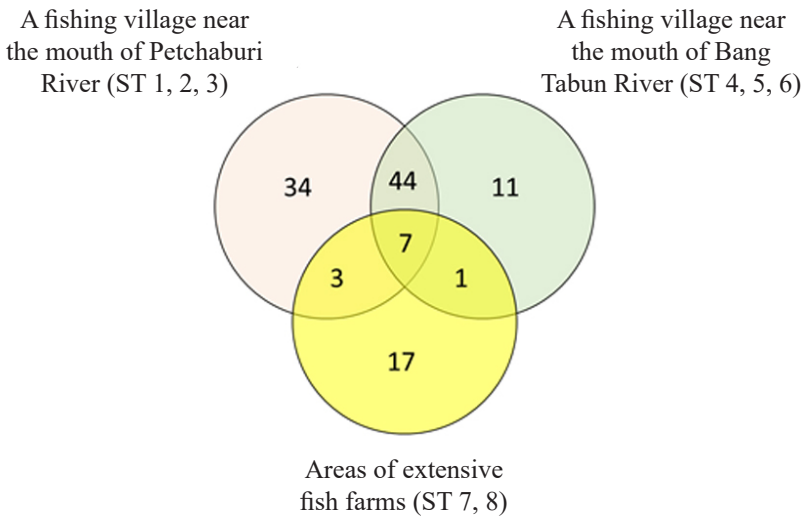 A fishing village near
the mouth of Petchaburi
River (ST 1, 2, 3)
A fishing village near
the mouth of Bang
Tabun River (ST 4, 5, 6)
34
44
11
7
3
1
17
Areas of extensive
fish farms (ST 7, 8)